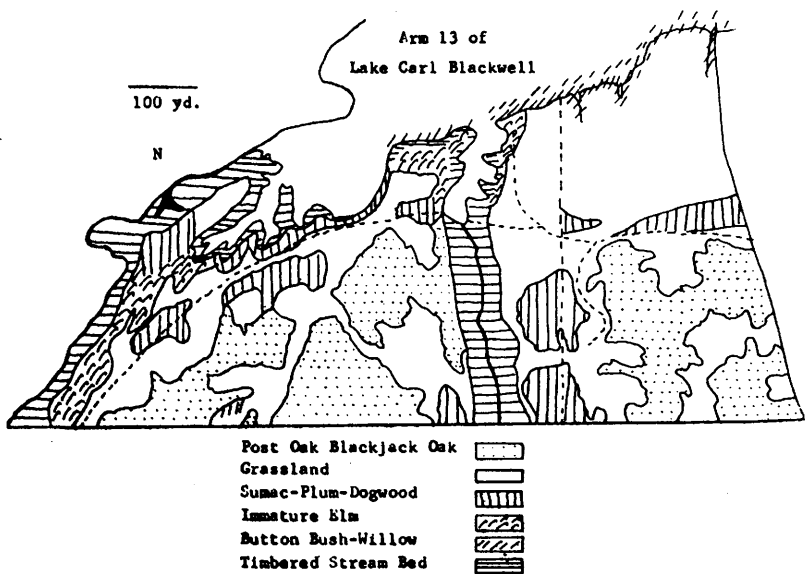 Arm 13 of
Lake Carl Blackwell
100 yd.
N
Post Oak Blackjack Oak
Grassland
Sumac-Plum-Dogwood
Immature Elm
Button Bush-Willow
Timbered Stream Bed